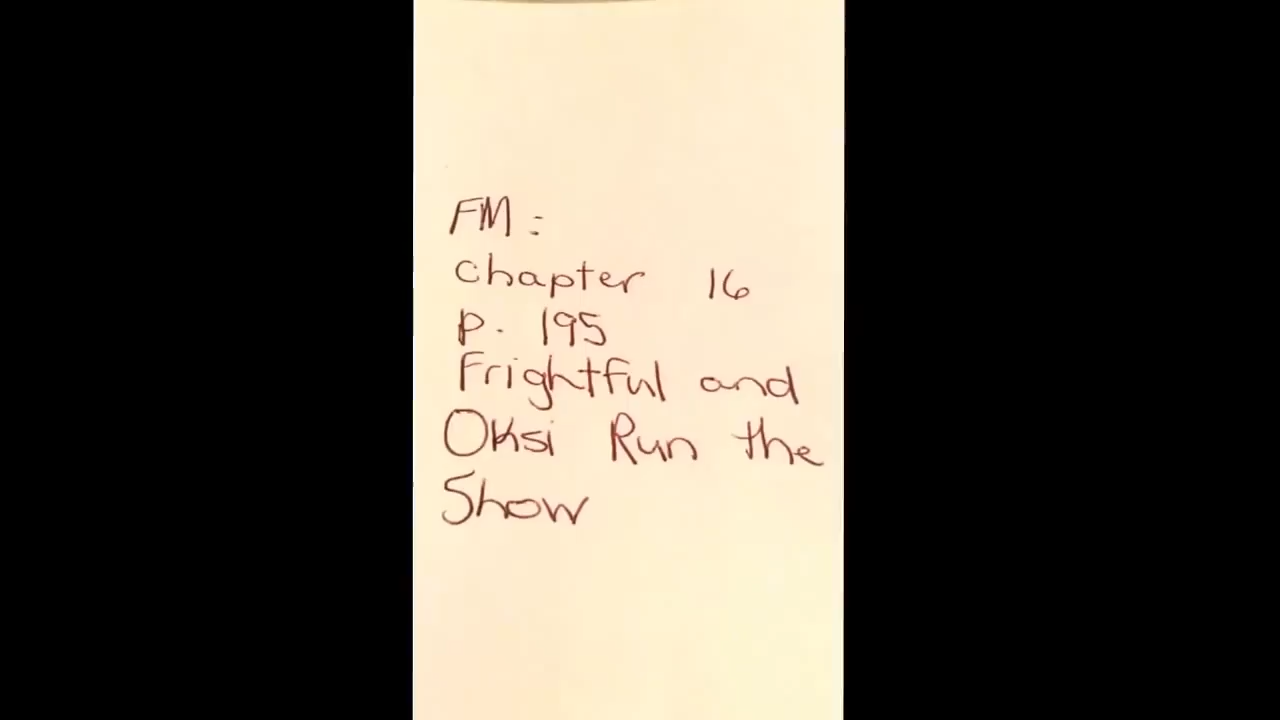 FM:
Chapter 16
p. 195
Frightful and
Oksi Run the
Show